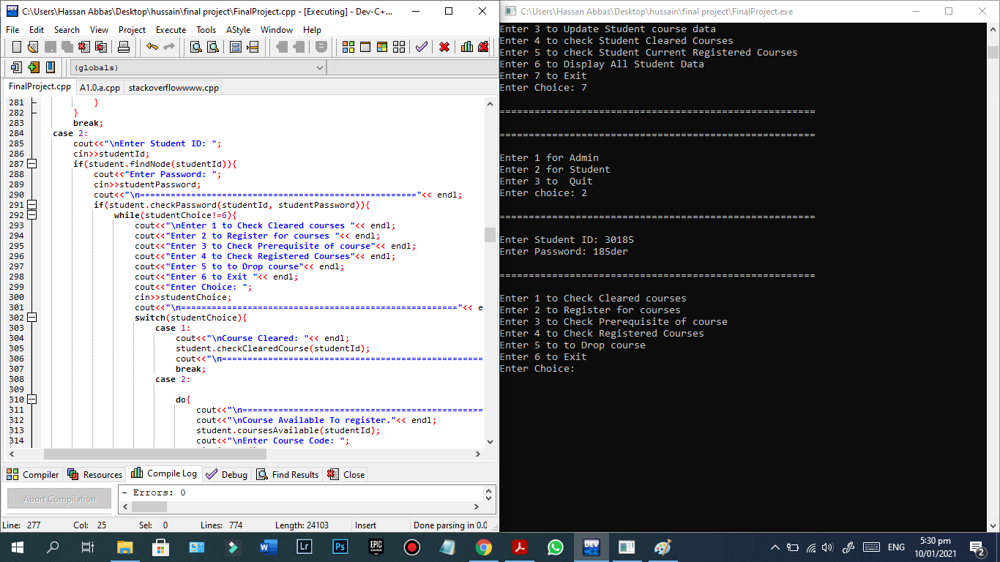 C:\Users\Hassan Abbas\Desktop\hussain\final project\FinalProject.cpp - [Executing] - Dev-C+...
File Edit Search View Project Execute Tools AStyle Window Help
(globals)
FinalProject.cpp A1.0.a.cpp stackoverflowwww.cpp
281 }
282 }
283 break;
284 case 2:
285 cout<<"\nEnter Student ID: ";
286 cin>>studentId;
287 if(student.findNode(studentId)){
288 cout<<"Enter Password: ";
289 cin>>studentPassword;
290 cout<<"\n======================================================"<< endl;
291 if(student.checkPassword(studentId, studentPassword)){
292 while(studentChoice!=6){
293 cout<<"\nEnter 1 to Check Cleared courses "<< endl;
294 cout<<"Enter 2 to Register for courses "<< endl;
295 cout<<"Enter 3 to Check Prerequisite of course"<< endl;
296 cout<<"Enter 4 to Check Registered Courses"<< endl;
297 cout<<"Enter 5 to to Drop course"<< endl;
298 cout<<"Enter 6 to Exit "<< endl;
299 cout<<"Enter Choice: ";
300 cin>>studentChoice;
301 cout<<"\n======================================================"<< e
302 switch(studentChoice){
303 case 1:
304 cout<<"\nCourse Cleared: "<< endl;
305 student.checkClearedCourse(studentId);
306 cout<<"\n===================================================
307 break;
308 case 2:
309
310 do{
311 cout<<"\n===============================================
312 cout<<"\nCourse Available To register."<< endl;
313 student.coursesAvailable(studentId);
314 cout<<"\nEnter Course Code: ";
Compiler Resources Compile Log Debug Find Results Close
Abort Compilation
- Errors: 0
Line: 277 Col: 25 Sel: 0 Lines: 774 Length: 24103 Insert Done parsing in 0.0
C:\Users\Hassan Abbas\Desktop\hussain\final project\FinalProject.exe
Enter 3 to Update Student course data
Enter 4 to check Student Cleared Courses
Enter 5 to check Student Current Registered Courses
Enter 6 to Display All Student Data
Enter 7 to Exit
Enter Choice: 7
======================================================
======================================================
Enter 1 for Admin
Enter 2 for Student
Enter 3 to  Quit
Enter choice: 2
======================================================
Enter Student ID: 30185
Enter Password: 185der
======================================================
Enter 1 to Check Cleared courses
Enter 2 to Register for courses
Enter 3 to Check Prerequisite of course
Enter 4 to Check Registered Courses
Enter 5 to to Drop course
Enter 6 to Exit
Enter Choice:
W Lr Ps EPIC GAMES DEV ENG 5:30 pm
10/01/2021 2